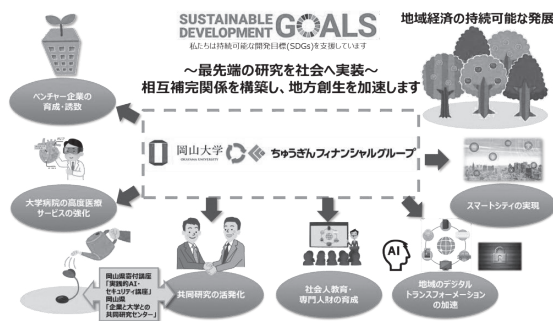 SUSTAINABLE
DEVELOPMENT
GOALS
私たちは持続可能な開発目標(SDGs)を支援しています
地域経済の持続可能な発展
～最先端の研究を社会へ実装～
相互補完関係を構築し、地方創生を加速します
ベンチャー企業の
育成・誘致
岡山大学
OKAYAMA UNIVERSITY
ちゅうぎんフィナンシャルグループ
大学病院の高度医療
サービスの強化
スマートシティの実現
岡山県寄付講座
「実践的AI・
セキュリティ講座」
岡山県
「企業と大学との
共同研究センター」
共同研究の活発化
社会人教育・
専門人財の育成
AI
地域のデジタル
トランスフォーメーション
の加速